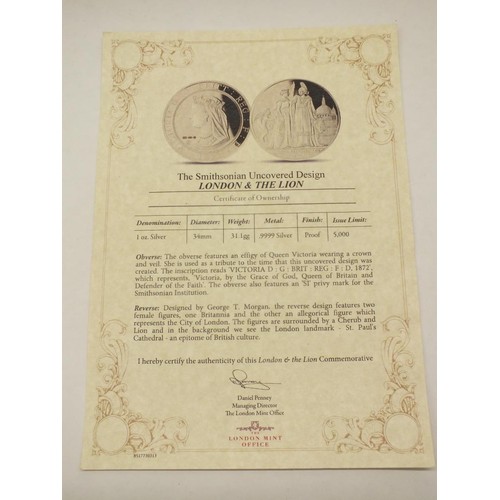 The Smithsonian Uncovered Design
LONDON & THE LION
Certificate of Ownership
Denomination: Diameter: Weight: Metal: Finish: Issue Limit:
1 oz. Silver 34mm 31.1gg .9999 Silver Proof 5,000
Obverse: The obverse features an effigy of Queen Victoria wearing a crown
and veil. She is used as a tribute to the time that this uncovered design was
created. The inscription reads 'VICTORIA D : G : BRIT : REG : F : D, 1872',
which represents, 'Victoria, by the Grace of God, Queen of Britain and
Defender of the Faith'. The obverse also features an 'SI' privy mark for the
Smithsonian Institution.
Reverse: Designed by George T. Morgan, the reverse design features two
female figures, one Britannis and the other an allegorical figure which
represents the City of London. The figures are surrounded by a Cherub and
Lion and in the background we see the London landmark - St. Paul's
Cathedral - an epitome of British culture.
I hereby certify the authenticity of this London & the Lion Commemorative
Daniel Penney
Managing Director
The London Mint Office
THE
LONDON MINT
OFFICE